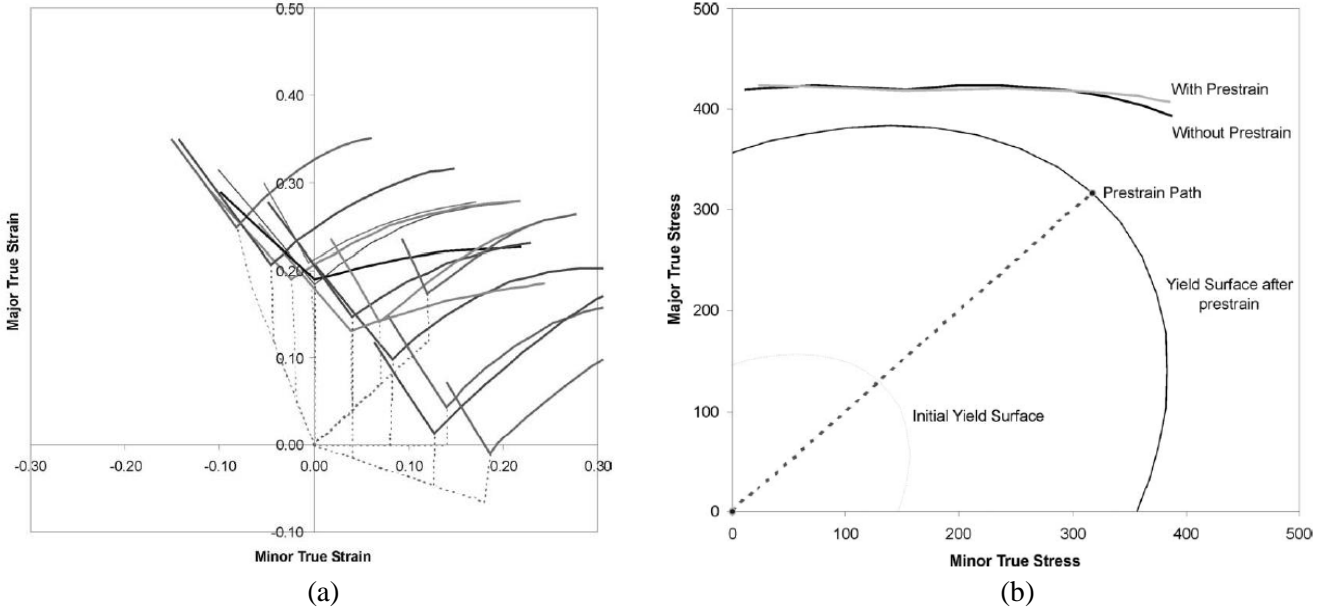 0.50
0.40
0.30
0.20
0.10
0.00
-0.10
-0.30
-0.20
-0.10
0.00
0.10
0.20
0.30
Major True Strain
Minor True Strain
(a)
500
400
300
200
100
0
0
100
200
300
400
500
Major True Stress
Minor True Stress
With Prestrain
Without Prestrain
Prestrain Path
Yield Surface after
prestrain
Initial Yield Surface
(b)